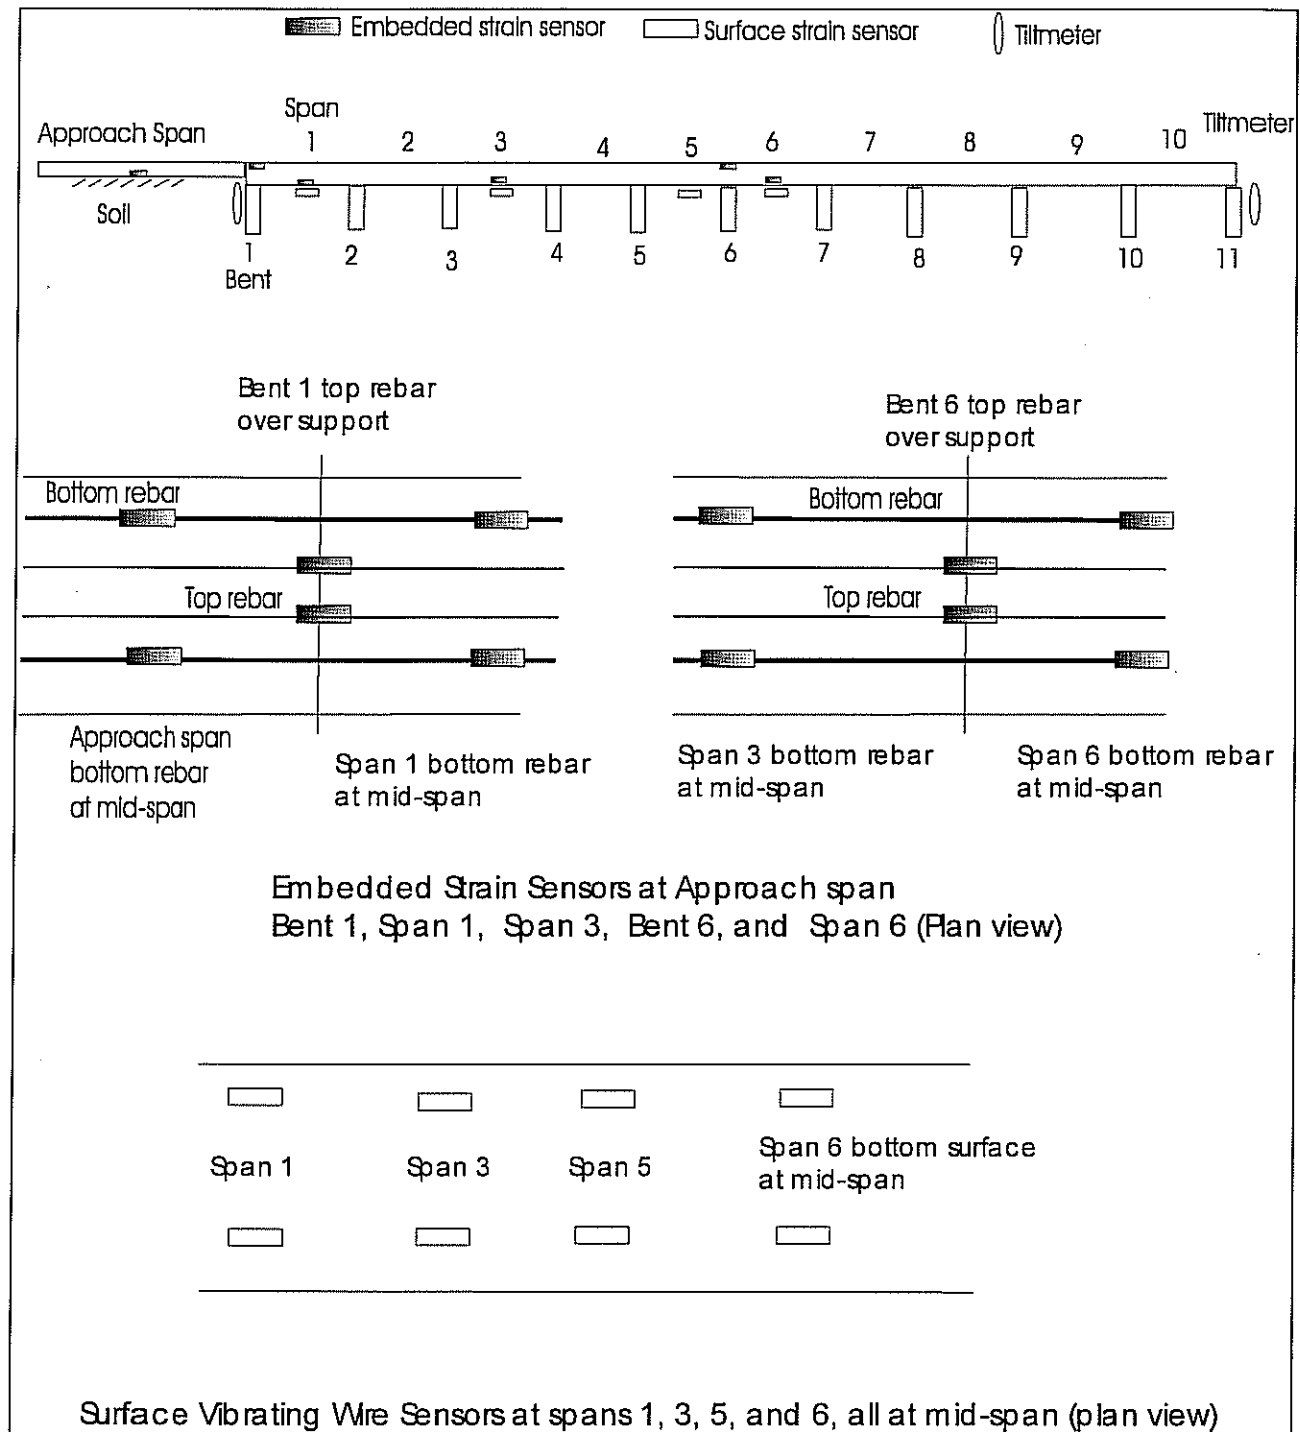 Embedded strain sensor Surface strain sensor Tiltmeter
Span
Approach Span 1 2 3 4 5 6 7 8 9 10 Tiltmeter
Soil
1 2 3 4 5 6 7 8 9 10 11
Bent
Bent 1 top rebar
over support
Bent 6 top rebar
over support
Bottom rebar
Bottom rebar
Top rebar
Top rebar
Approach span
bottom rebar
at mid-span
Span 1 bottom rebar
at mid-span
Span 3 bottom rebar
at mid-span
Span 6 bottom rebar
at mid-span
Embedded Strain Sensors at Approach span
Bent 1, Span 1, Span 3, Bent 6, and Span 6 (Plan view)
Span 1 Span 3 Span 5
Span 6 bottom surface
at mid-span
Surface Vibrating Wire Sensors at spans 1, 3, 5, and 6, all at mid-span (plan view)